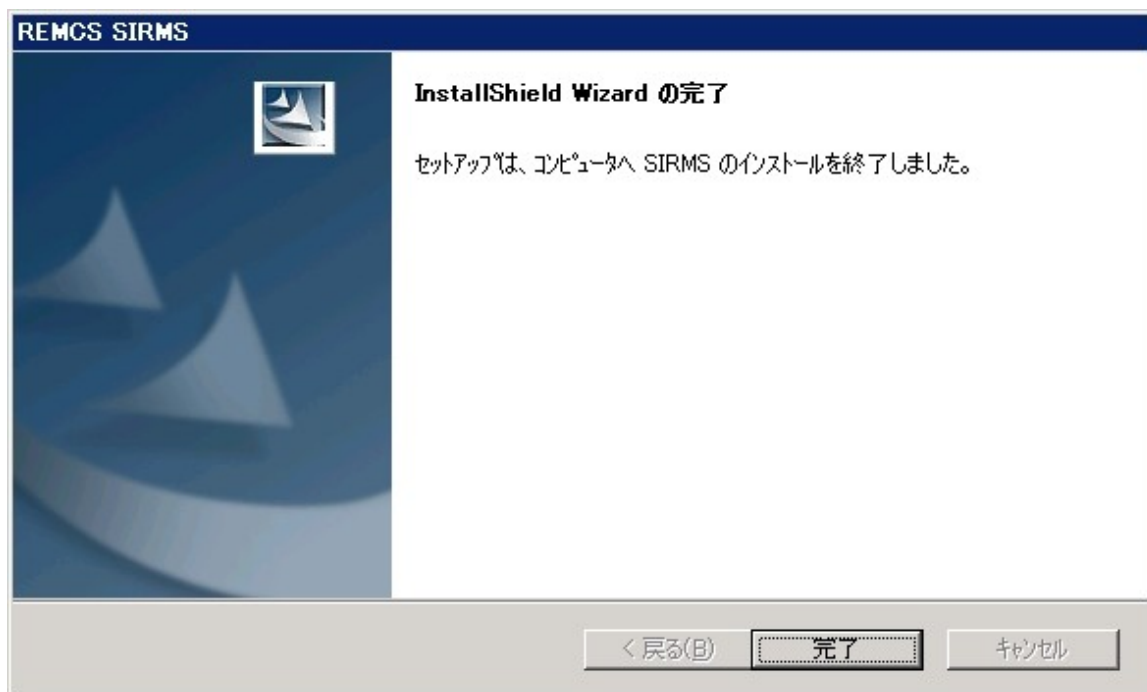 REMCS SIRMS
InstallShield Wizard の完了
セットアップは、コンピュータへ SIRMS のインストールを終了しました。
< 戻る(B)
完了
キャンセル